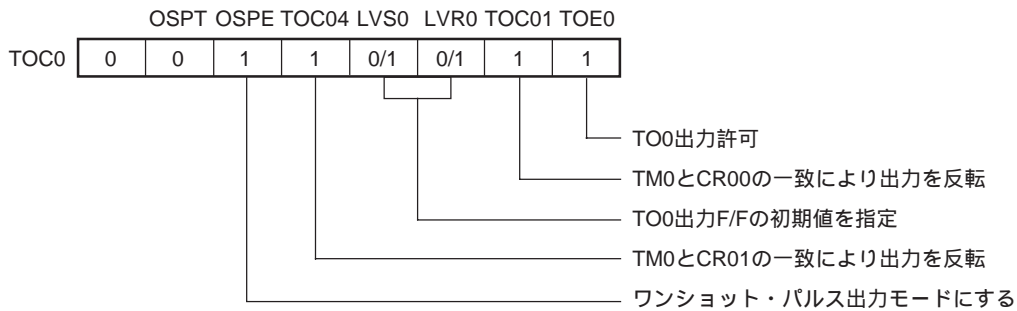 OSPT OSPE TOC04 LVS0 LVR0 TOC01 TOE0
TOC0 0 0 1 1 0/1 0/1 1 1
TO0出力許可
TM0とCR00の一致により出力を反転
TO0出力F/Fの初期値を指定
TM0とCR01の一致により出力を反転
ワンショット・パルス出力モードにする